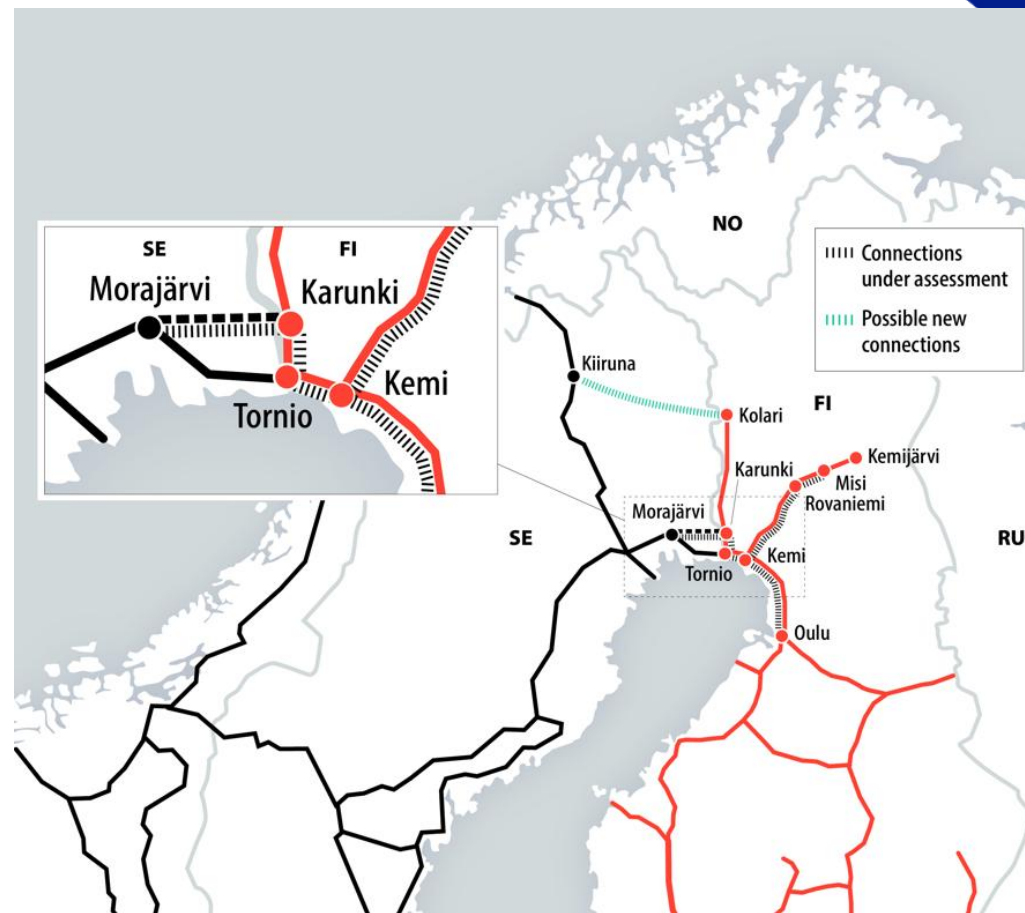 NO
SE
FI
Morajärvi
Karunki
Kemi
Tornio
Connections
under assessment
Possible new
connections
Kiiruna
Kolari
FI
Karunki
Kemijärvi
Misi
Rovaniemi
Morajärvi
SE
RU
Kemi
Tornio
Oulu